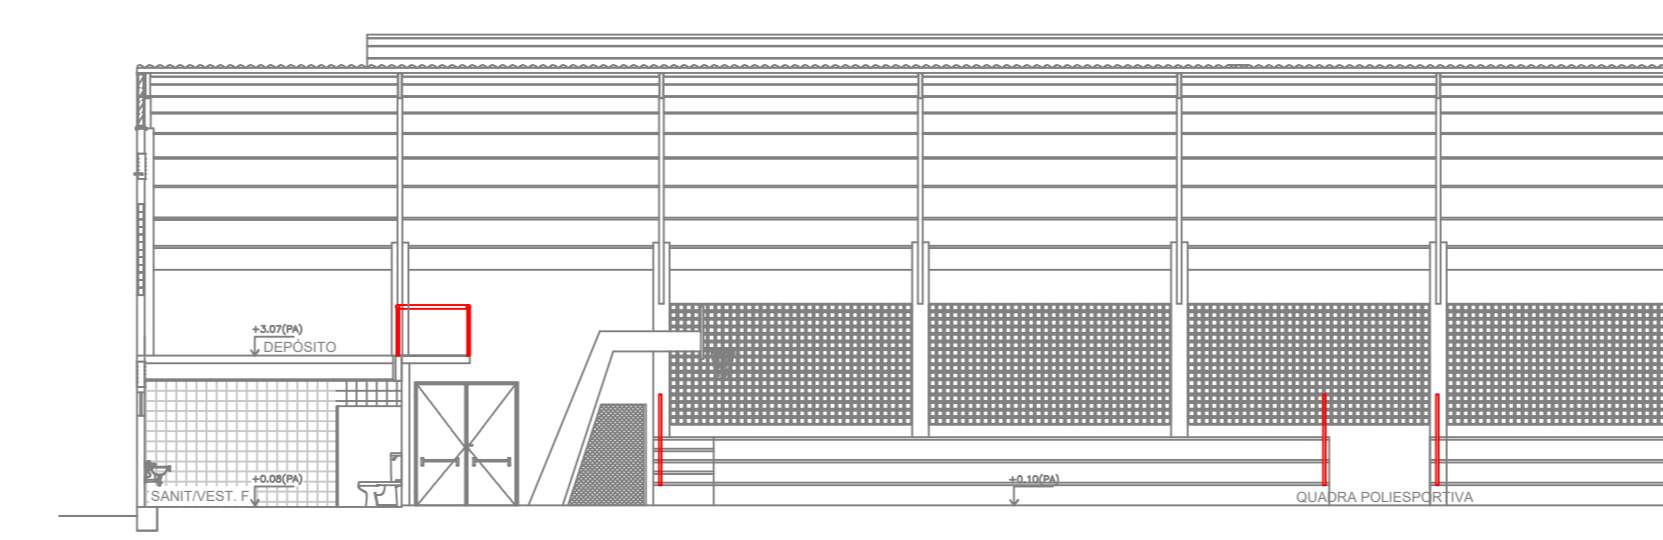 +3.07(PA)
DEPÓSITO
+0.08(PA)
SANIT/VEST. F.
+0.10(PA)
QUADRA POLIESPORTIVA